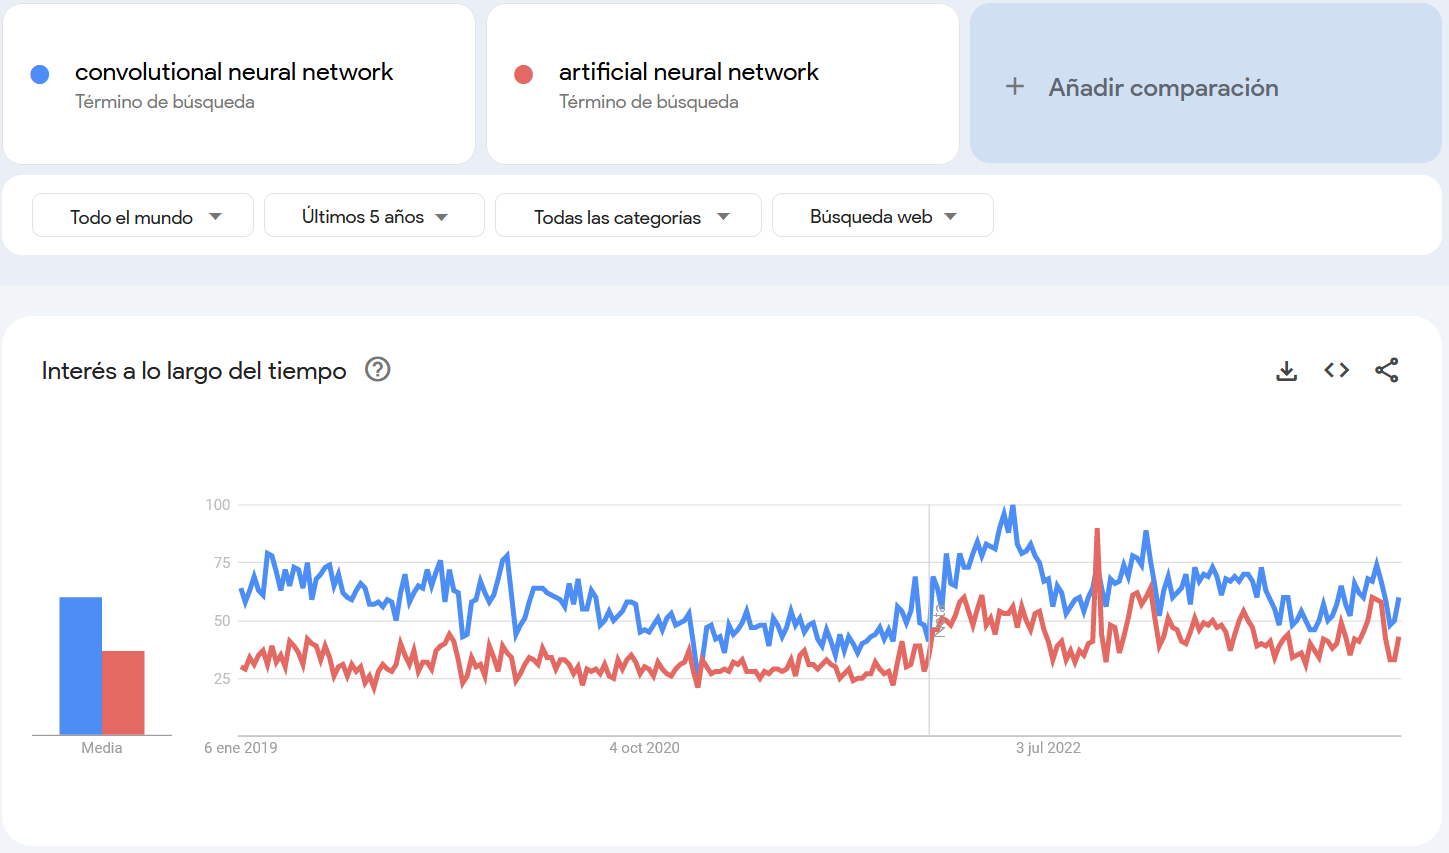 convolutional neural network
Término de búsqueda
artificial neural network
Término de búsqueda
+ Añadir comparación
Todo el mundo
Últimos 5 años
Todas las categorías
Búsqueda web
Interés a lo largo del tiempo
?
100
75
50
25
Nota
Media
6 ene 2019
4 oct 2020
3 jul 2022